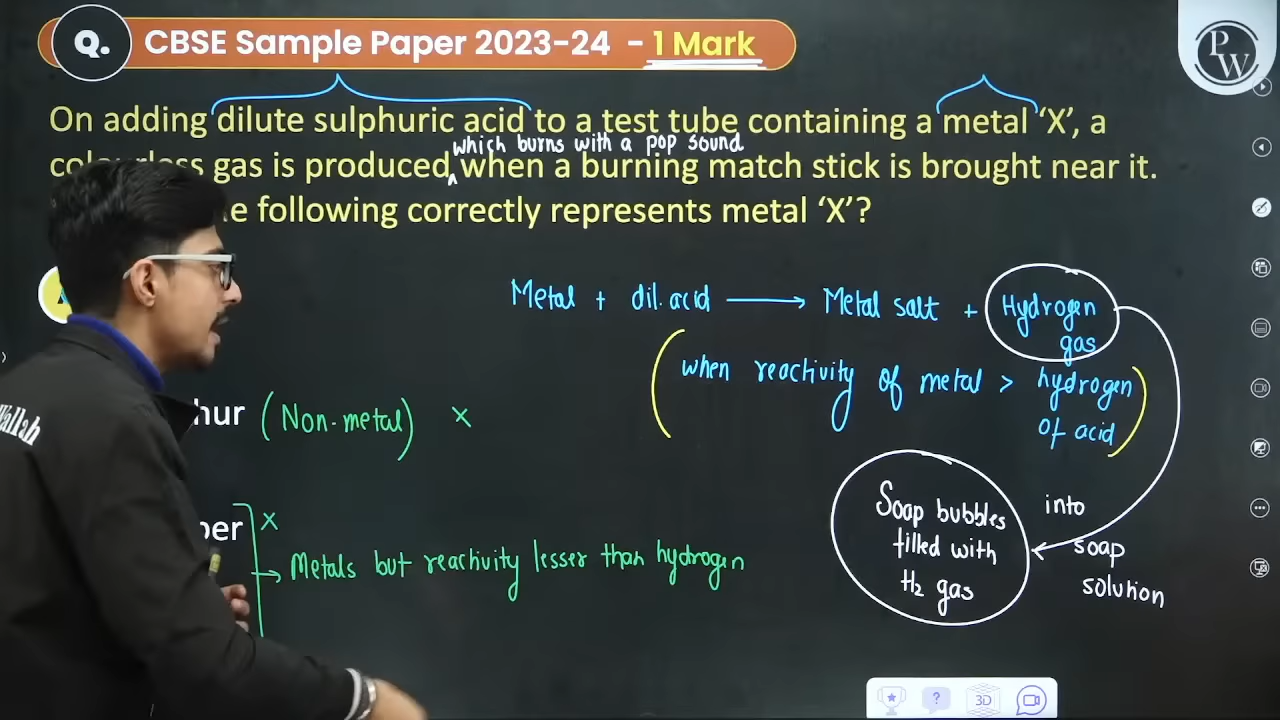 Q. CBSE Sample Paper 2023-24 - 1 Mark
P
W
On adding dilute sulphuric acid to a test tube containing a metal ‘X’, a
which burns with a pop sound
gas is produced, when a burning match stick is brought near it.
following correctly represents metal ‘X’?
Metal + dil. acid → Metal salt + Hydrogen
gas
(when reactivity of metal > hydrogen
of acid)
hur (Non-metal) x
Soap bubbles
filled with
H₂ gas
into
soap
solution
per x
→ Metals but reactivity lesser than hydrogen
Wallah
?
3D